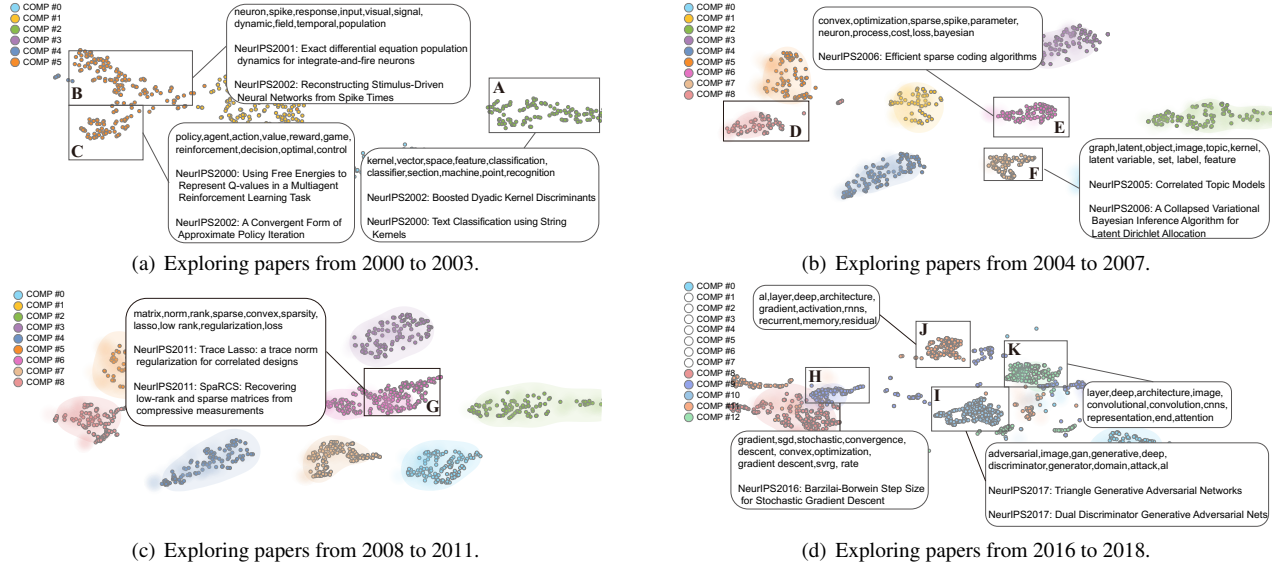 COMP #0
COMP #1
COMP #2
COMP #3
COMP #4
COMP #5
neuron,spike,response,input,visual,signal,
dynamic,field,temporal,population
NeurIPS2001: Exact differential equation population
dynamics for integrate-and-fire neurons
NeurIPS2002: Reconstructing Stimulus-Driven
Neural Networks from Spike Times
B
C
A
policy,agent,action,value,reward,game,
reinforcement,decision,optimal,control
NeurIPS2000: Using Free Energies to
Represent Q-values in a Multiagent
Reinforcement Learning Task
NeurIPS2002: A Convergent Form of
Approximate Policy Iteration
kernel,vector,space,feature,classification,
classifier,section,machine,point,recognition
NeurIPS2002: Boosted Dyadic Kernel Discriminants
NeurIPS2000: Text Classification using String
Kernels
(a) Exploring papers from 2000 to 2003.
COMP #0
COMP #1
COMP #2
COMP #3
COMP #4
COMP #5
COMP #6
COMP #7
COMP #8
convex,optimization,sparse,spike,parameter,
neuron,process,cost,loss,bayesian
NeurIPS2006: Efficient sparse coding algorithms
D
E
F
graph,latent,object,image,topic,kernel,
latent variable, set, label, feature
NeurIPS2005: Correlated Topic Models
NeurIPS2006: A Collapsed Variational
Bayesian Inference Algorithm for
Latent Dirichlet Allocation
(b) Exploring papers from 2004 to 2007.
COMP #0
COMP #1
COMP #2
COMP #3
COMP #4
COMP #5
COMP #6
COMP #7
COMP #8
matrix,norm,rank,sparse,convex,sparsity,
lasso,low rank,regularization,loss
NeurIPS2011: Trace Lasso: a trace norm
regularization for correlated designs
NeurIPS2011: SpaRCS: Recovering
low-rank and sparse matrices from
compressive measurements
G
(c) Exploring papers from 2008 to 2011.
COMP #0
COMP #1
COMP #2
COMP #3
COMP #4
COMP #5
COMP #6
COMP #7
COMP #8
COMP #9
COMP #10
COMP #11
COMP #12
al,layer,deep,architecture,
gradient,activation,rnns,
recurrent,memory,residual
J
K
H
I
layer,deep,architecture,image,
convolutional,convolution,cnns,
representation,end,attention
gradient,sgd,stochastic,convergence,
descent, convex,optimization,
gradient descent,svrg, rate
NeurIPS2016: Barzilai-Borwein Step Size
for Stochastic Gradient Descent
adversarial,image,gan,generative,deep,
discriminator,generator,domain,attack,al
NeurIPS2017: Triangle Generative Adversarial Networks
NeurIPS2017: Dual Discriminator Generative Adversarial Nets
(d) Exploring papers from 2016 to 2018.